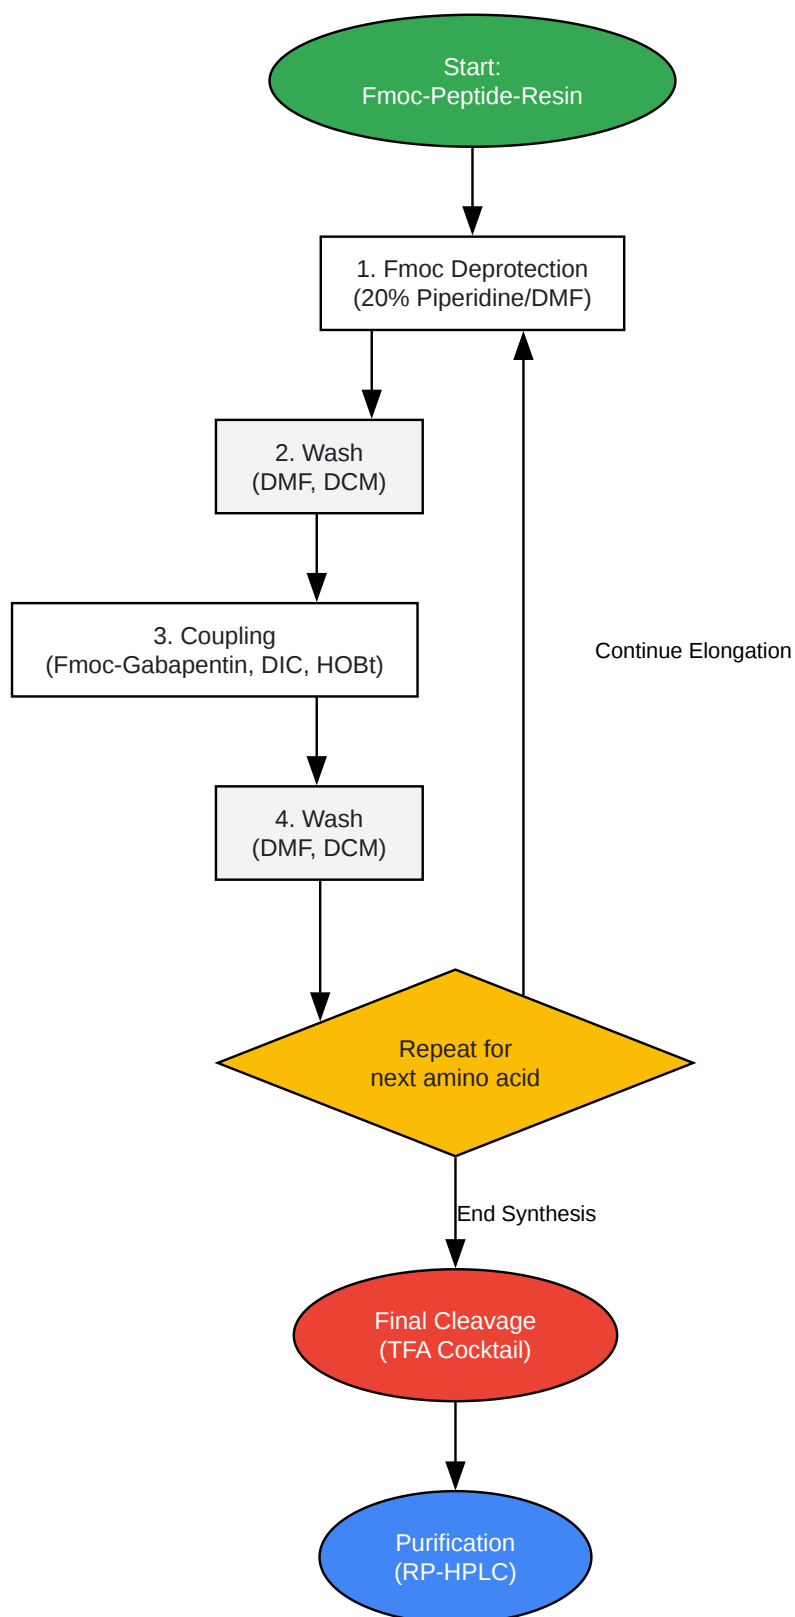 Start:
Fmoc-Peptide-Resin
1. Fmoc Deprotection
(20% Piperidine/DMF)
2. Wash
(DMF, DCM)
3. Coupling
(Fmoc-Gabapentin, DIC, HOBt)
Continue Elongation
4. Wash
(DMF, DCM)
Repeat for
next amino acid
End Synthesis
Final Cleavage
(TFA Cocktail)
Purification
(RP-HPLC)